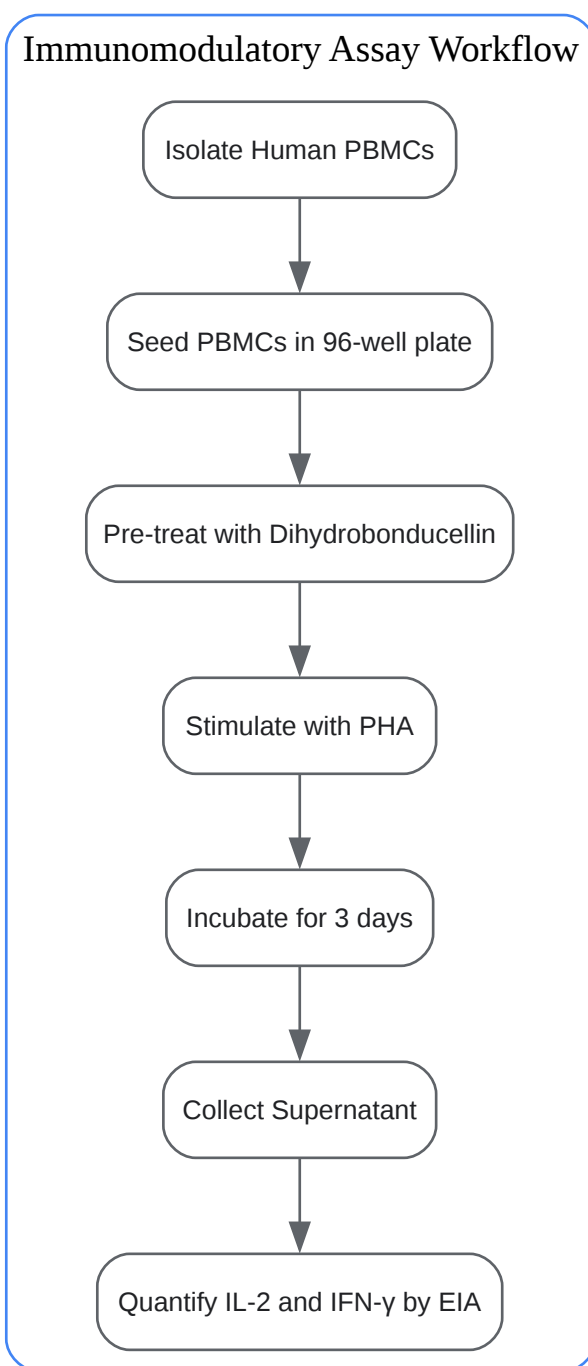 Immunomodulatory Assay Workflow
Isolate Human PBMCs
Seed PBMCs in 96-well plate
Pre-treat with Dihydrobonducellin
Stimulate with PHA
Incubate for 3 days
Collect Supernatant
Quantify IL-2 and IFN-γ by EIA